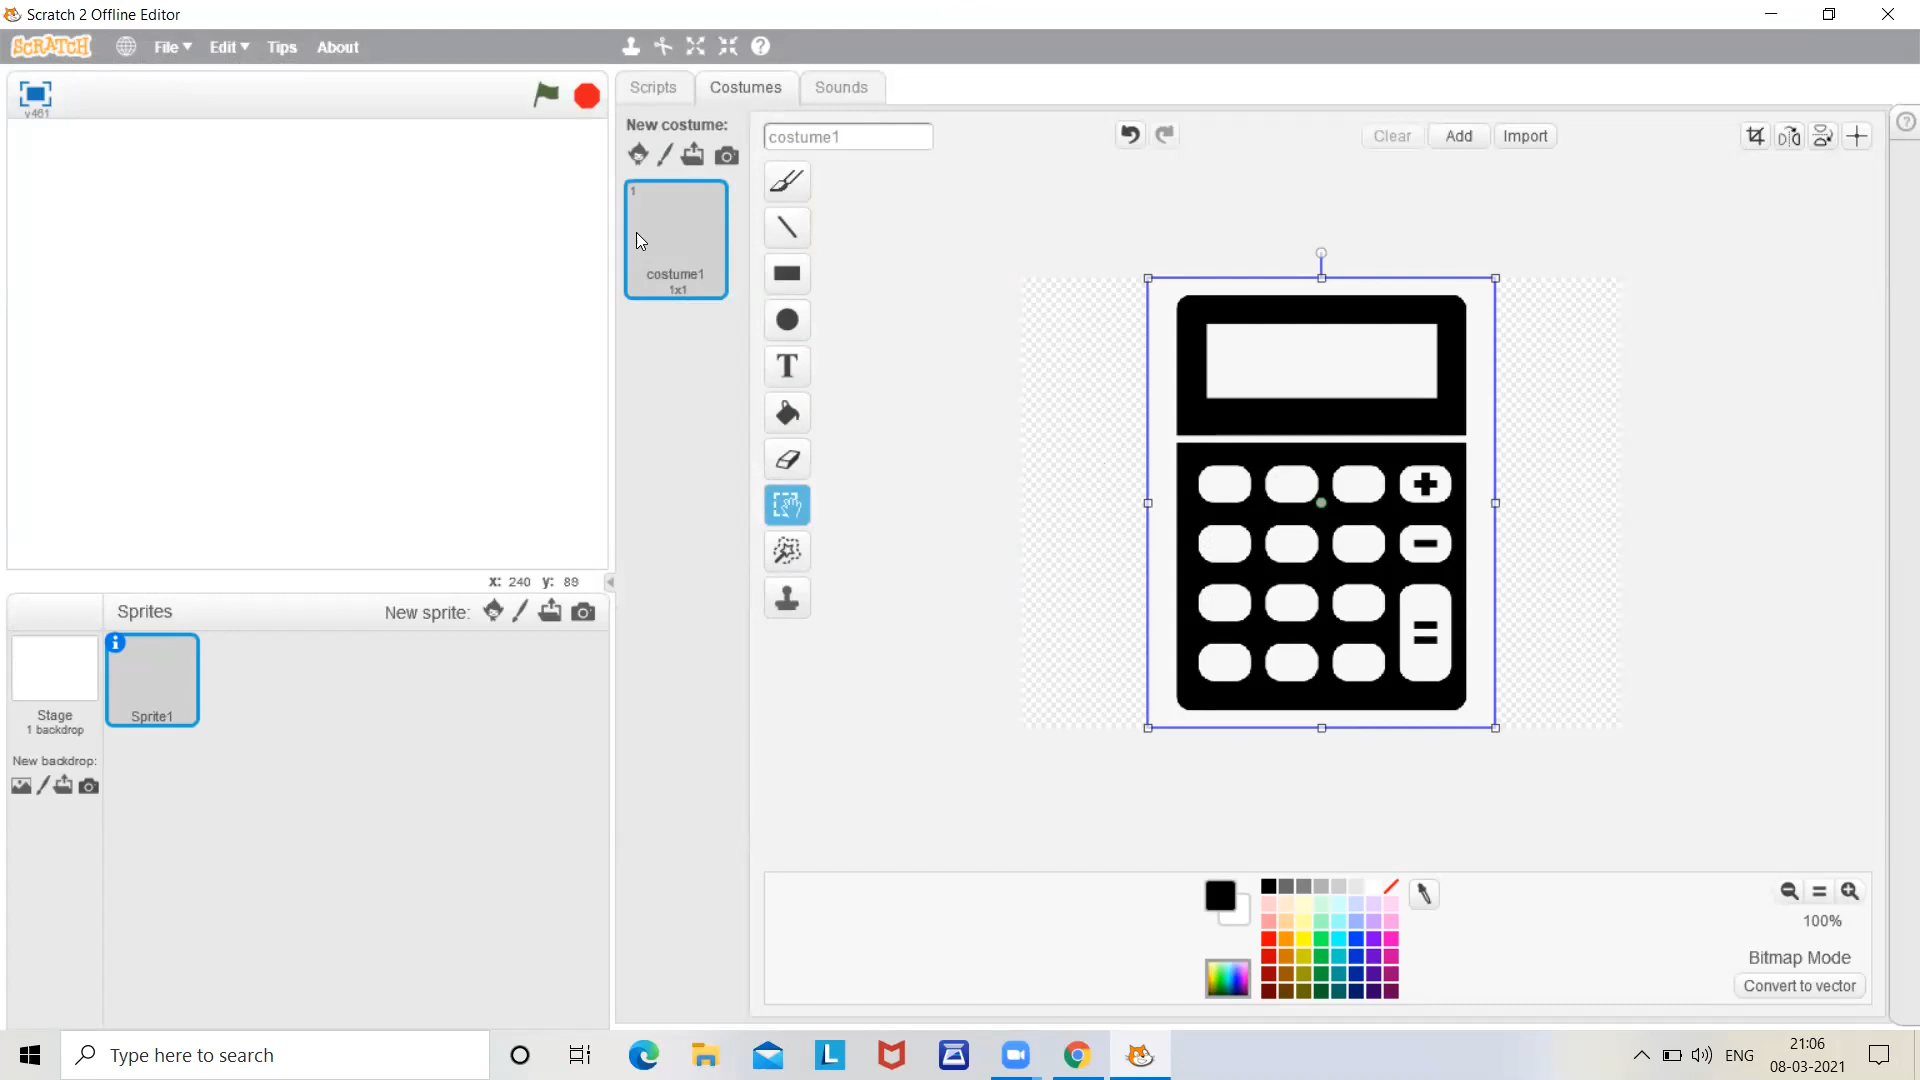 Scratch 2 Offline Editor
SCRATCH File Edit Tips About
v461
Scripts Costumes Sounds
New costume:
costume1
Clear Add Import
1
costume1
1x1
T
x: 240 y: 89
Sprites New sprite:
Sprite1
Stage
1 backdrop
New backdrop:
100%
Bitmap Mode
Convert to vector
Type here to search
L
ENG
21:06
08-03-2021